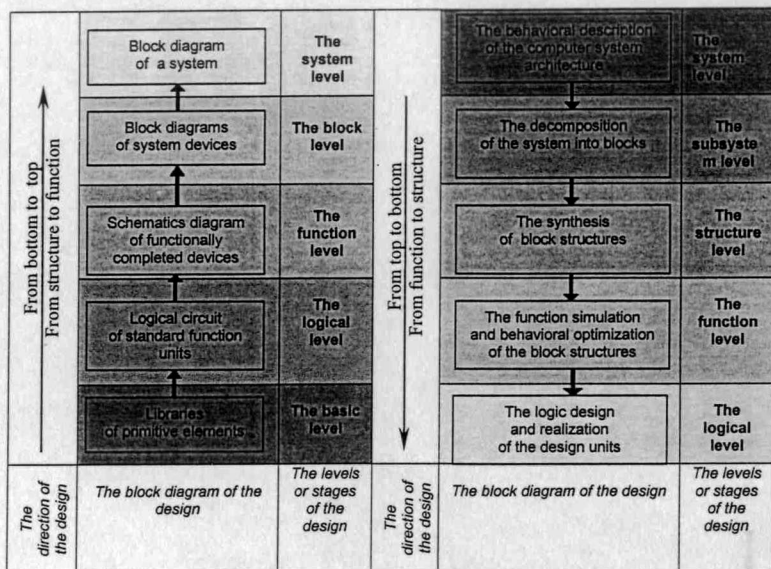 From bottom to top
From structure to function
Block diagram
of a system
The
system
level
Block diagrams
of system devices
The block
level
Schematics diagram
of functionally
completed devices
The
function
level
Logical circuit
of standard function
units
The
logical
level
Libraries
of primitive elements
The basic
level
The
direction of
the design
The block diagram of the
design
The levels
or stages
of the
design
From top to bottom
From function to structure
The behavioral description
of the computer system
architecture
The
system
level
The decomposition
of the system into blocks
The
subsyste
m level
The synthesis
of block structures
The
structure
level
The function simulation
and behavioral optimization
of the block structures
The
function
level
The logic design
and realization
of the design units
The
logical
level
The
direction of
the design
The block diagram of the design
The levels
or stages
of the
design